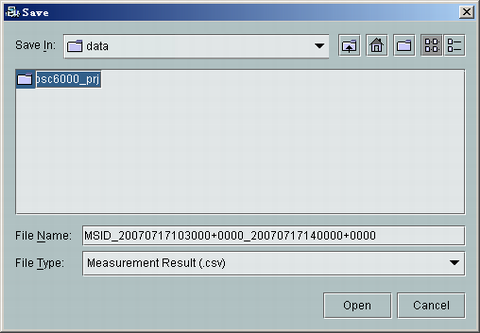 Save
Save In: data
bsc6000_prj
File Name: MSID_20070717103000+0000_20070717140000+0000
File Type: Measurement Result (.csv)
Open Cancel